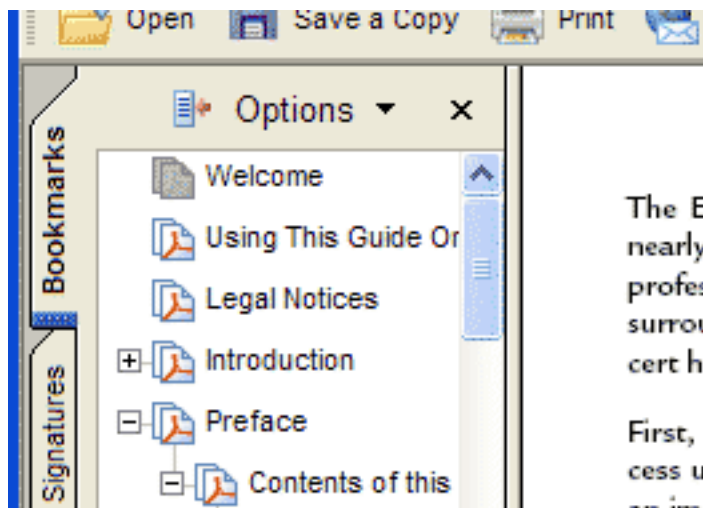 Open Save a Copy Print
Bookmarks
Signatures
Options
Welcome
Using This Guide On
Legal Notices
Introduction
Preface
Contents of this
The E
nearly
profes
surrou
cert h
First,
cess u